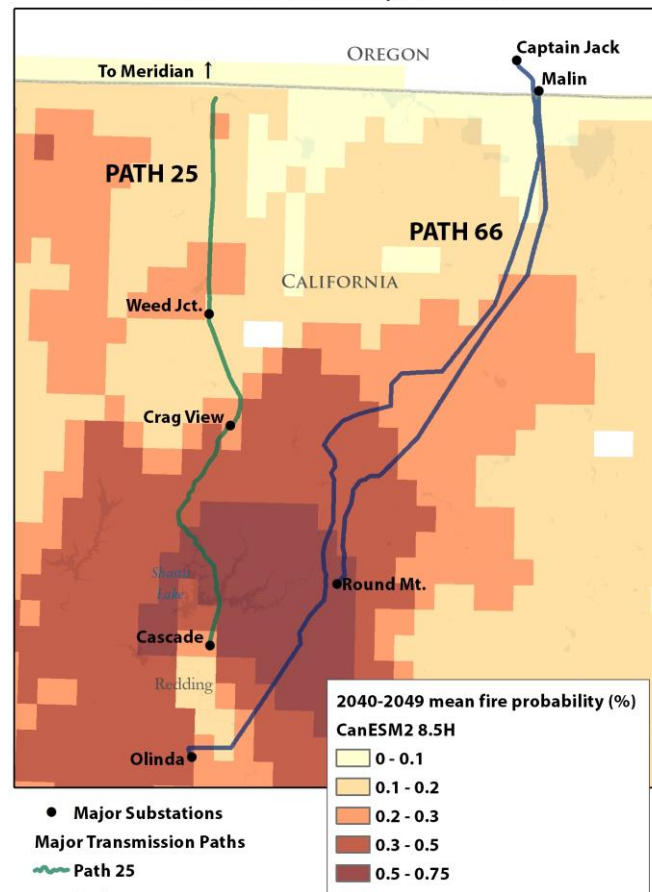 OREGON
Captain Jack
To Meridian ↑
Malin
PATH 25
PATH 66
CALIFORNIA
Weed Jct.
Crag View
Shasta
Lake
Round Mt.
Cascade
Redding
Olinda
2040-2049 mean fire probability (%)
CanESM2 8.5H
0 - 0.1
0.1 - 0.2
0.2 - 0.3
0.3 - 0.5
0.5 - 0.75
Major Substations
Major Transmission Paths
Path 25